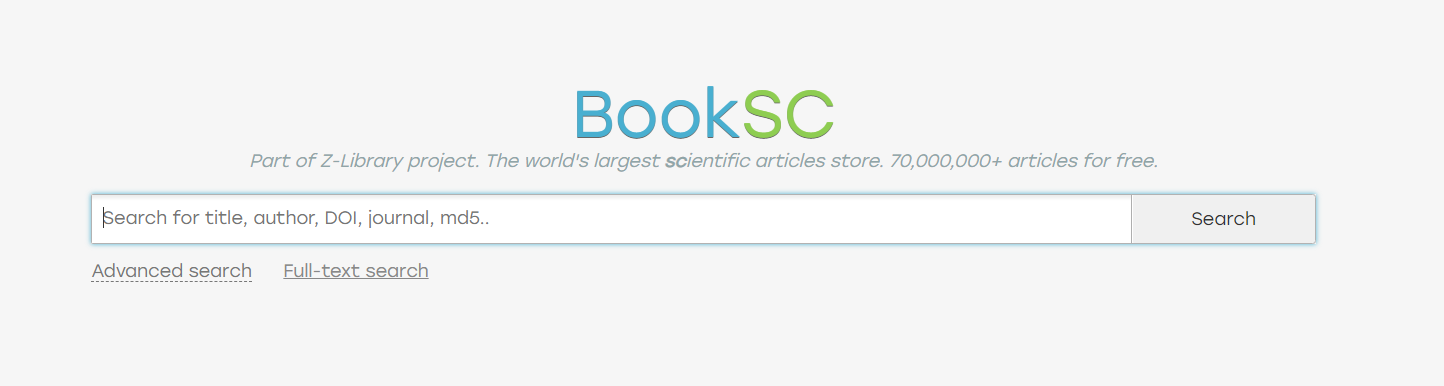 BookSC
Part of Z-Library project. The world's largest scientific articles store. 70,000,000+ articles for free.
Search for title, author, DOI, journal, md5..
Search
Advanced search
Full-text search